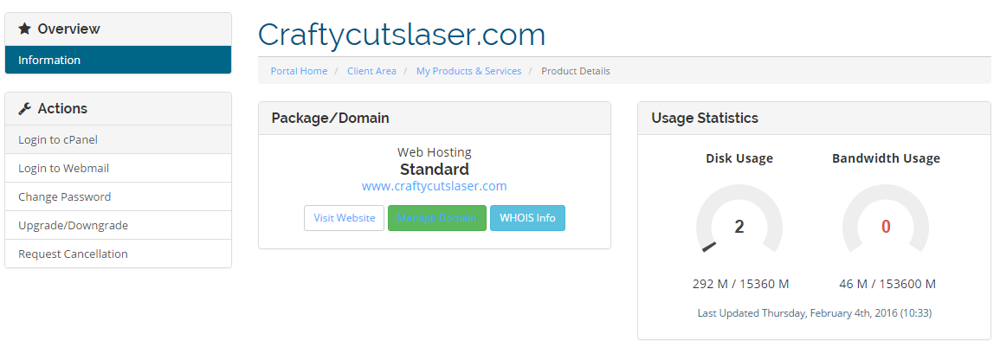 Overview
Information
Actions
Login to cPanel
Login to Webmail
Change Password
Upgrade/Downgrade
Request Cancellation
Craftycutslaser.com
Portal Home / Client Area / My Products & Services / Product Details
Package/Domain
Web Hosting
Standard
www.craftycutslaser.com
Visit Website Manage Domain WHOIS Info
Usage Statistics
Disk Usage Bandwidth Usage
2 0
292 M / 15360 M 46 M / 153600 M
Last Updated Thursday, February 4th, 2016 (10:33)